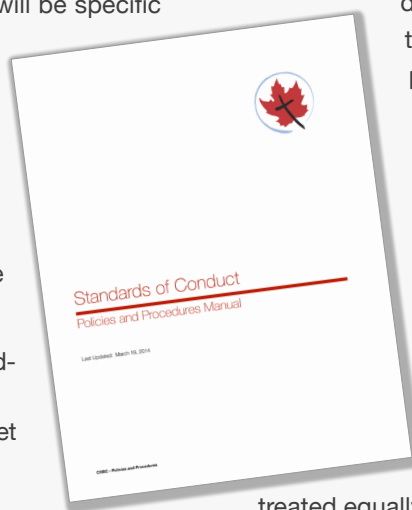 will be specific
Standards of Conduct
Policies and Procedures Manual
Last Updated: March 19, 2014
CNBC - Policies and Procedures
et
treated equally